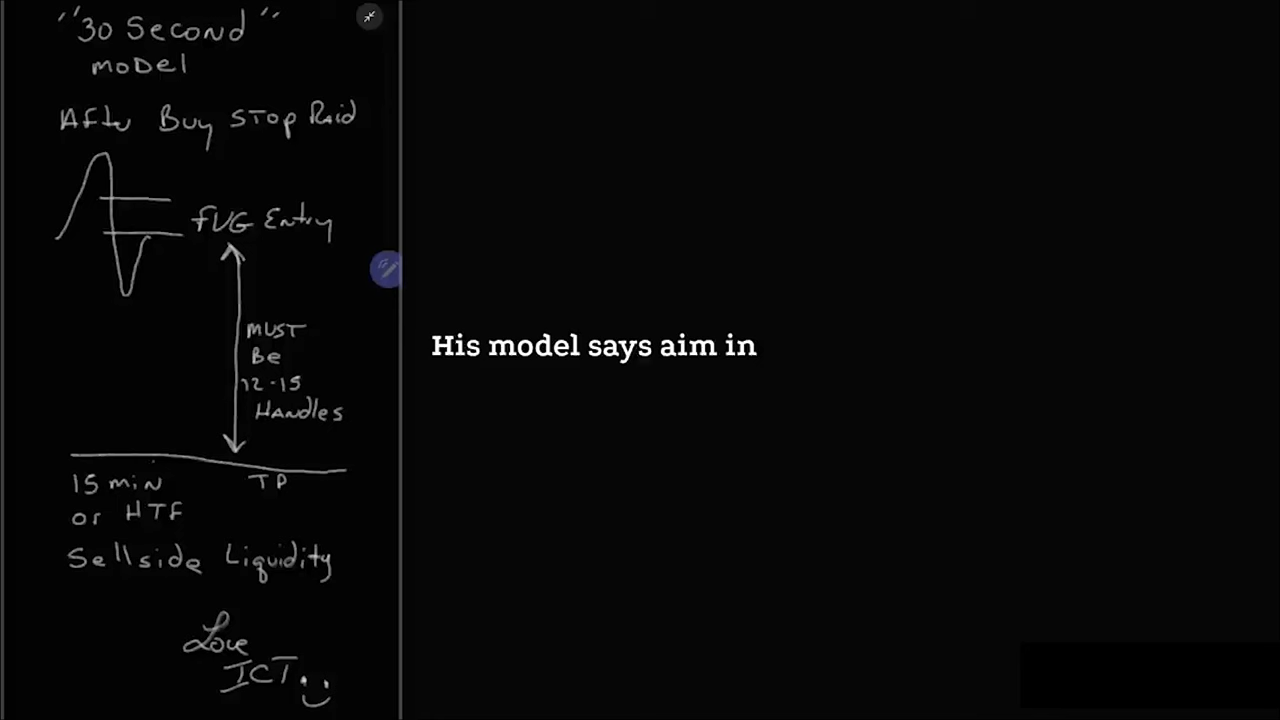 "30 Second"
model
After Buy Stop Raid
FVG Entry
MUST
Be
12-15
HANdles
15 min
TP
or HTF
Sellside Liquidity
Love
ICT
His model says aim in